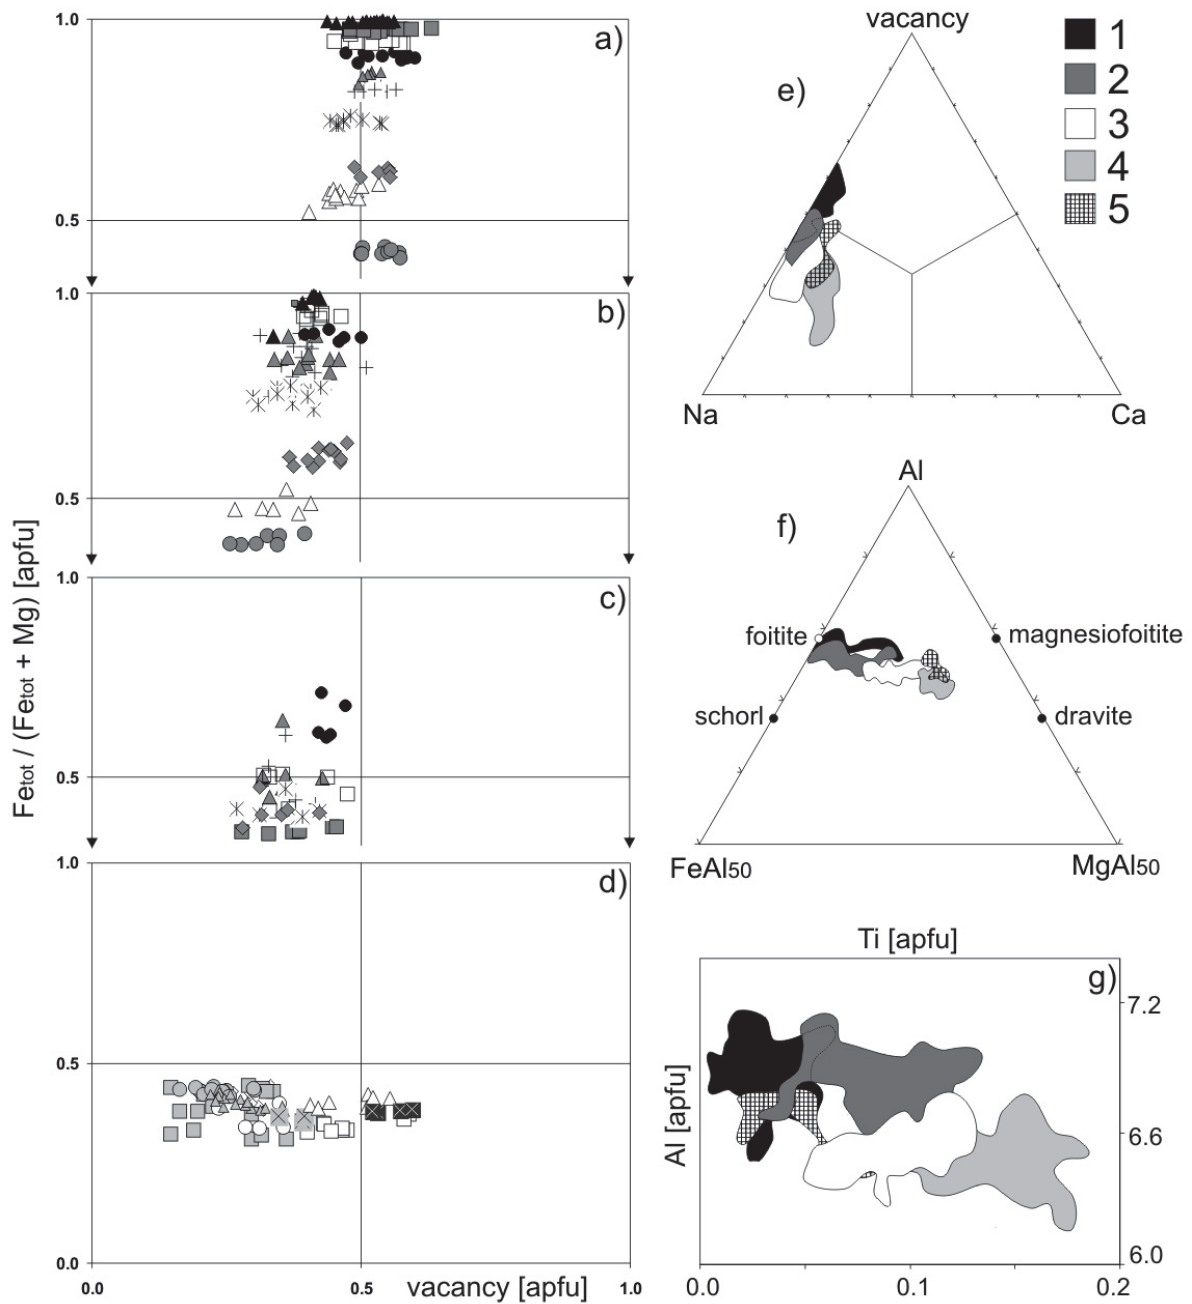 1.0
a)
0.5
1.0
b)
0.5
1.0
c)
0.5
1.0
d)
0.5
0.0
0.0
0.5
vacancy [apfu]
1.0
Fetot / (Fetot + Mg) [apfu]
vacancy
e)
Na
Ca
1
2
3
4
5
Al
f)
foitite
magnesiofoitite
schorl
dravite
FeAl50
MgAl50
Ti [apfu]
g)
7.2
Al [apfu]
6.6
6.0
0.0
0.1
0.2